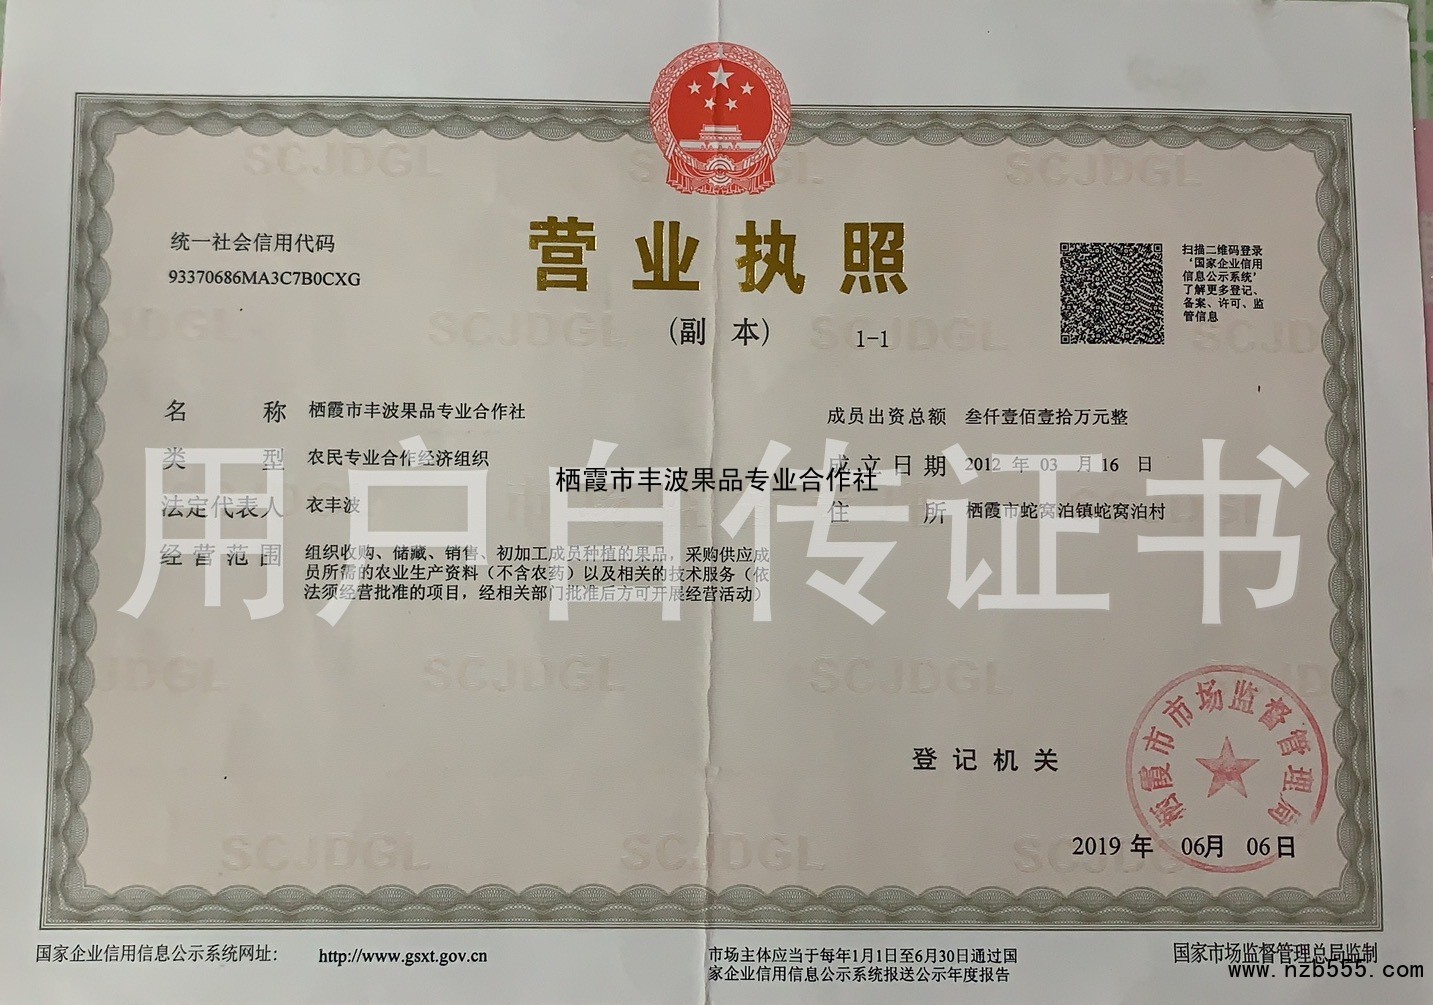 统一社会信用代码
93370686MA3C7B0CXG
营业执照
(副 本) 1-1
扫描二维码登录
‘国家企业信用
信息公示系统’
了解更多登记、
备案、许可、监
管信息
名 称 栖霞市丰波果品专业合作社
类 型 农民专业合作经济组织
法定代表人 衣丰波
经营范围 组织收购、储藏、销售、初加工成员种植的果品，采购供应成
员所需的农业生产资料（不含农药）以及相关的技术服务（依
法须经营批准的项目，经相关部门批准后方可开展经营活动）
成员出资总额 叁仟壹佰壹拾万元整
成立日期 2012 年 03 月 16 日
住 所 栖霞市蛇窝泊镇蛇窝泊村
用户自传证书
栖霞市丰波果品专业合作社
登记机关
栖霞市市场监督管理局
2019 年 06月 06日
SCJDGL
SCJDGL
SCJDGL
SCJDGL
SCJDGL
SCJDGL
SCJDGL
SCJDGL
SCJDGL
国家企业信用信息公示系统网址： http://www.gsxt.gov.cn
市场主体应当于每年1月1日至6月30日通过国
家企业信用信息公示系统报送公示年度报告
国家市场监督管理总局监制
www.nzb555.com